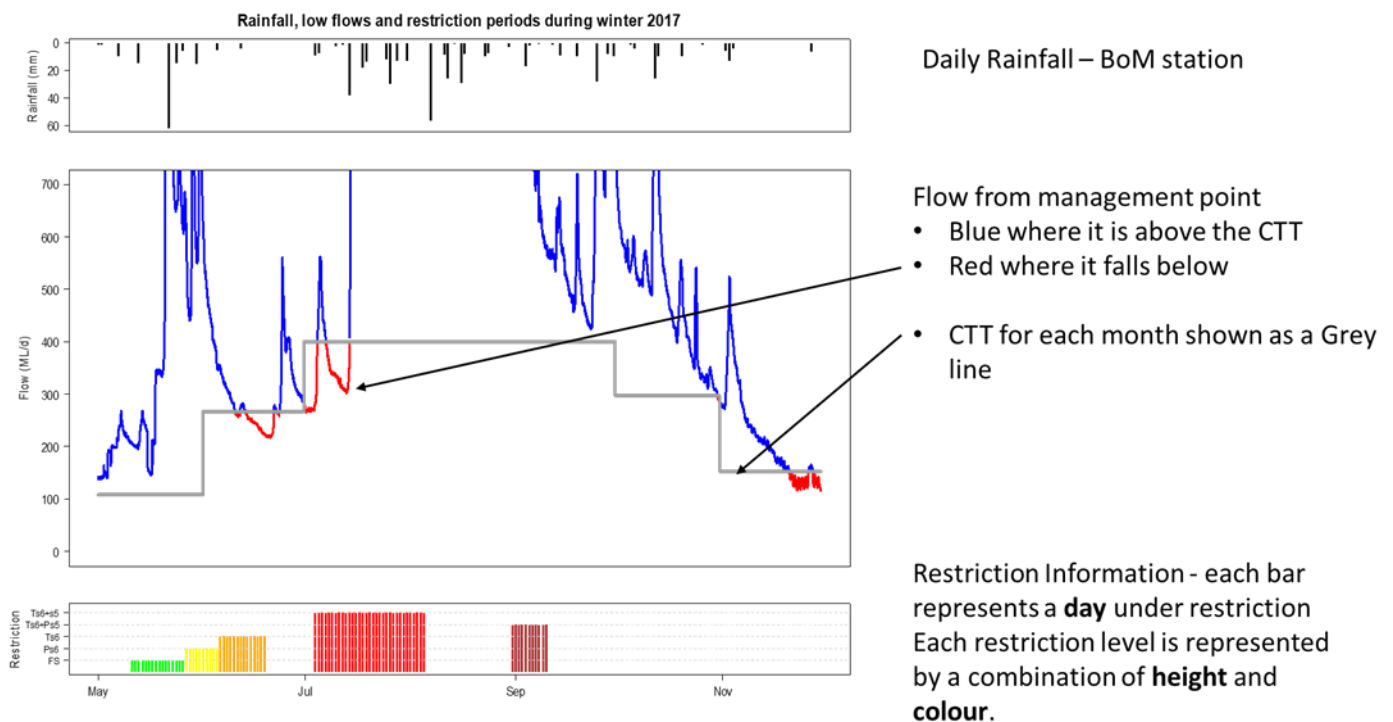 Rainfall, low flows and restriction periods during winter 2017
Rainfall (mm)
0
20
40
60
Daily Rainfall – BoM station
Flow (ML/d)
700
600
500
400
300
200
100
0
Flow from management point
• Blue where it is above the CTT
• Red where it falls below
• CTT for each month shown as a Grey
line
Restriction
Ts6+s5
Ts6+Ps5
Ts6
Ps6
FS
May
Jul
Sep
Nov
Restriction Information - each bar
represents a day under restriction
Each restriction level is represented
by a combination of height and
colour.